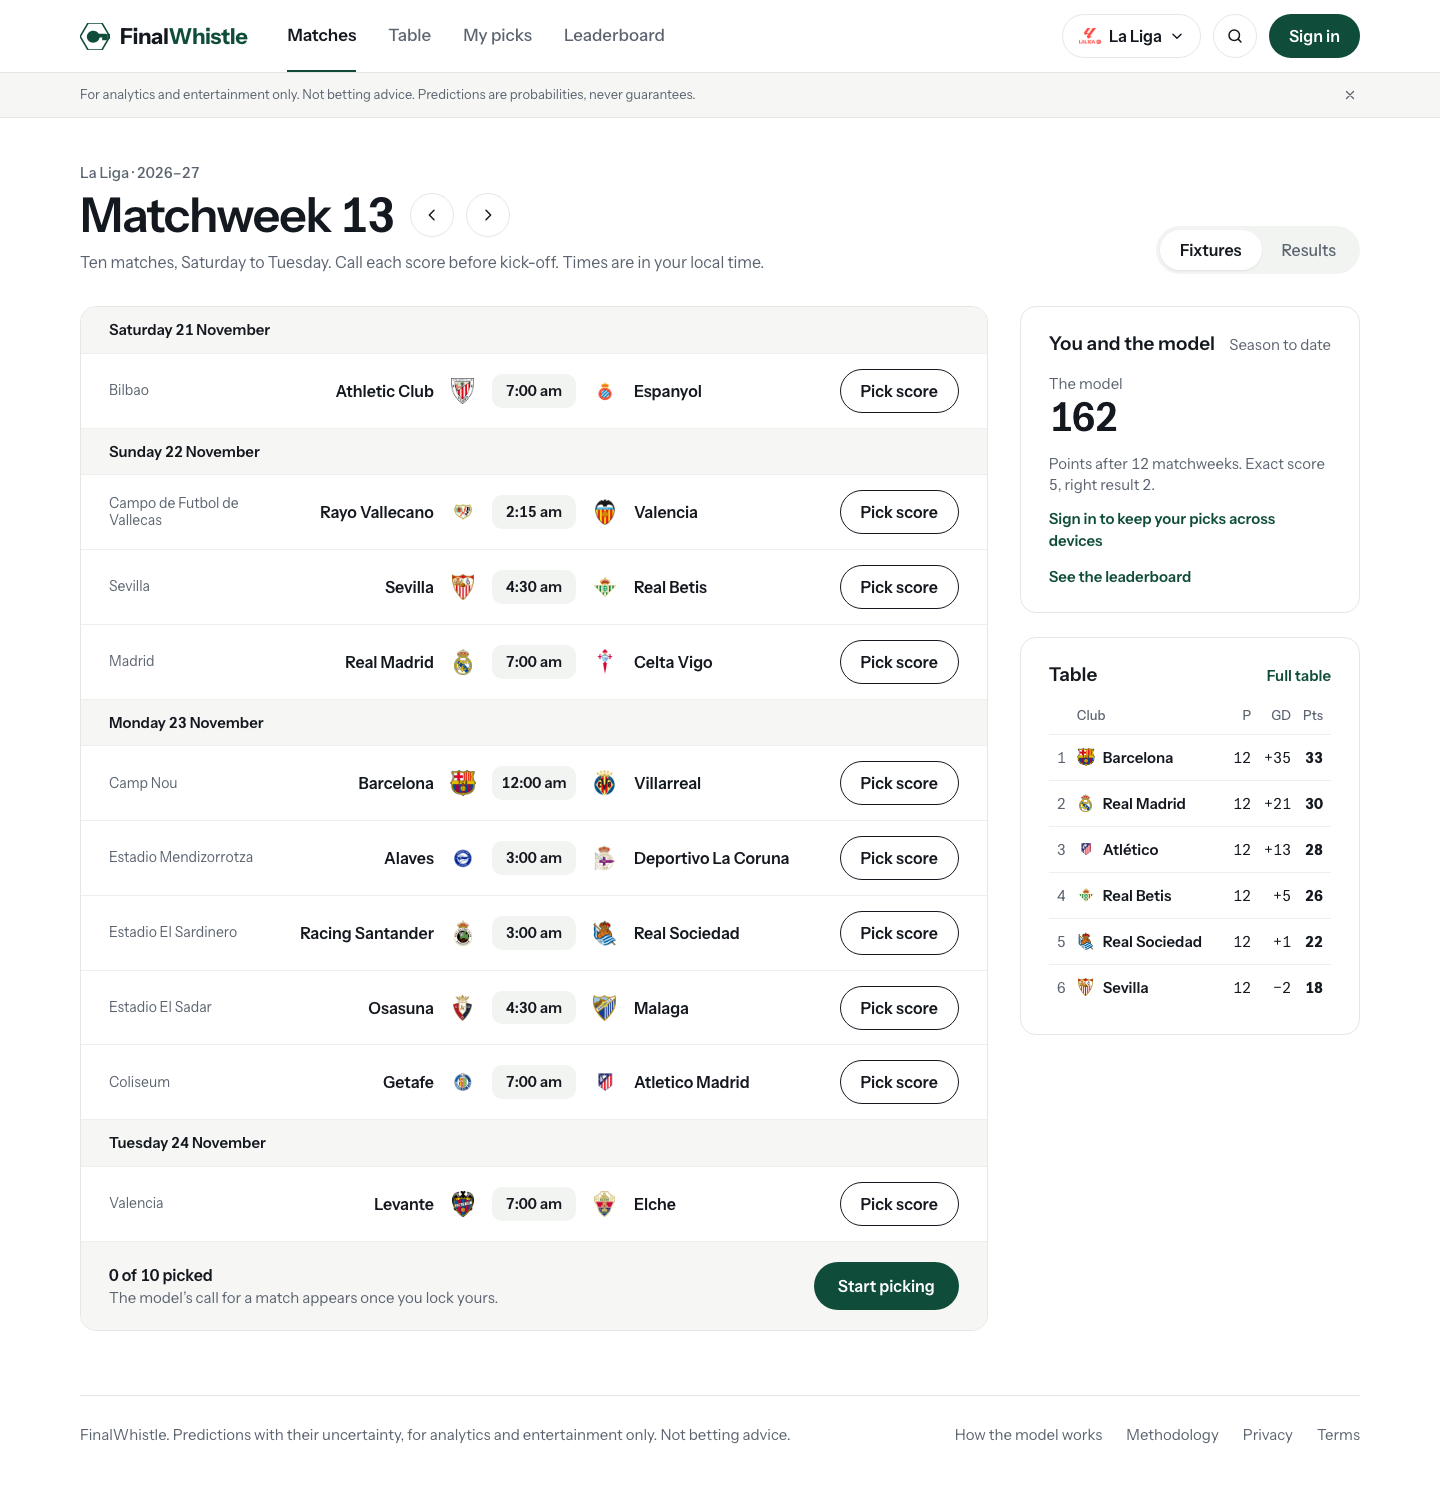 FinalWhistle
Matches
Table
My picks
Leaderboard
La Liga
Sign in
For analytics and entertainment only. Not betting advice. Predictions are probabilities, never guarantees.
La Liga · 2026–27
Matchweek 13
Ten matches, Saturday to Tuesday. Call each score before kick-off. Times are in your local time.
Fixtures
Results
Saturday 21 November
Bilbao Athletic Club 7:00 am Espanyol Pick score
Sunday 22 November
Campo de Futbol de
Vallecas
Rayo Vallecano 2:15 am Valencia Pick score
Sevilla Sevilla 4:30 am Real Betis Pick score
Madrid Real Madrid 7:00 am Celta Vigo Pick score
Monday 23 November
Camp Nou Barcelona 12:00 am Villarreal Pick score
Estadio Mendizorrotza Alaves 3:00 am Deportivo La Coruna Pick score
Estadio El Sardinero Racing Santander 3:00 am Real Sociedad Pick score
Estadio El Sadar Osasuna 4:30 am Malaga Pick score
Coliseum Getafe 7:00 am Atletico Madrid Pick score
Tuesday 24 November
Valencia Levante 7:00 am Elche Pick score
0 of 10 picked
The model’s call for a match appears once you lock yours.
Start picking
You and the model Season to date
The model
162
Points after 12 matchweeks. Exact score
5, right result 2.
Sign in to keep your picks across
devices
See the leaderboard
Table Full table
Club P GD Pts
1 Barcelona 12 +35 33
2 Real Madrid 12 +21 30
3 Atlético 12 +13 28
4 Real Betis 12 +5 26
5 Real Sociedad 12 +1 22
6 Sevilla 12 −2 18
FinalWhistle. Predictions with their uncertainty, for analytics and entertainment only. Not betting advice.
How the model works
Methodology
Privacy
Terms